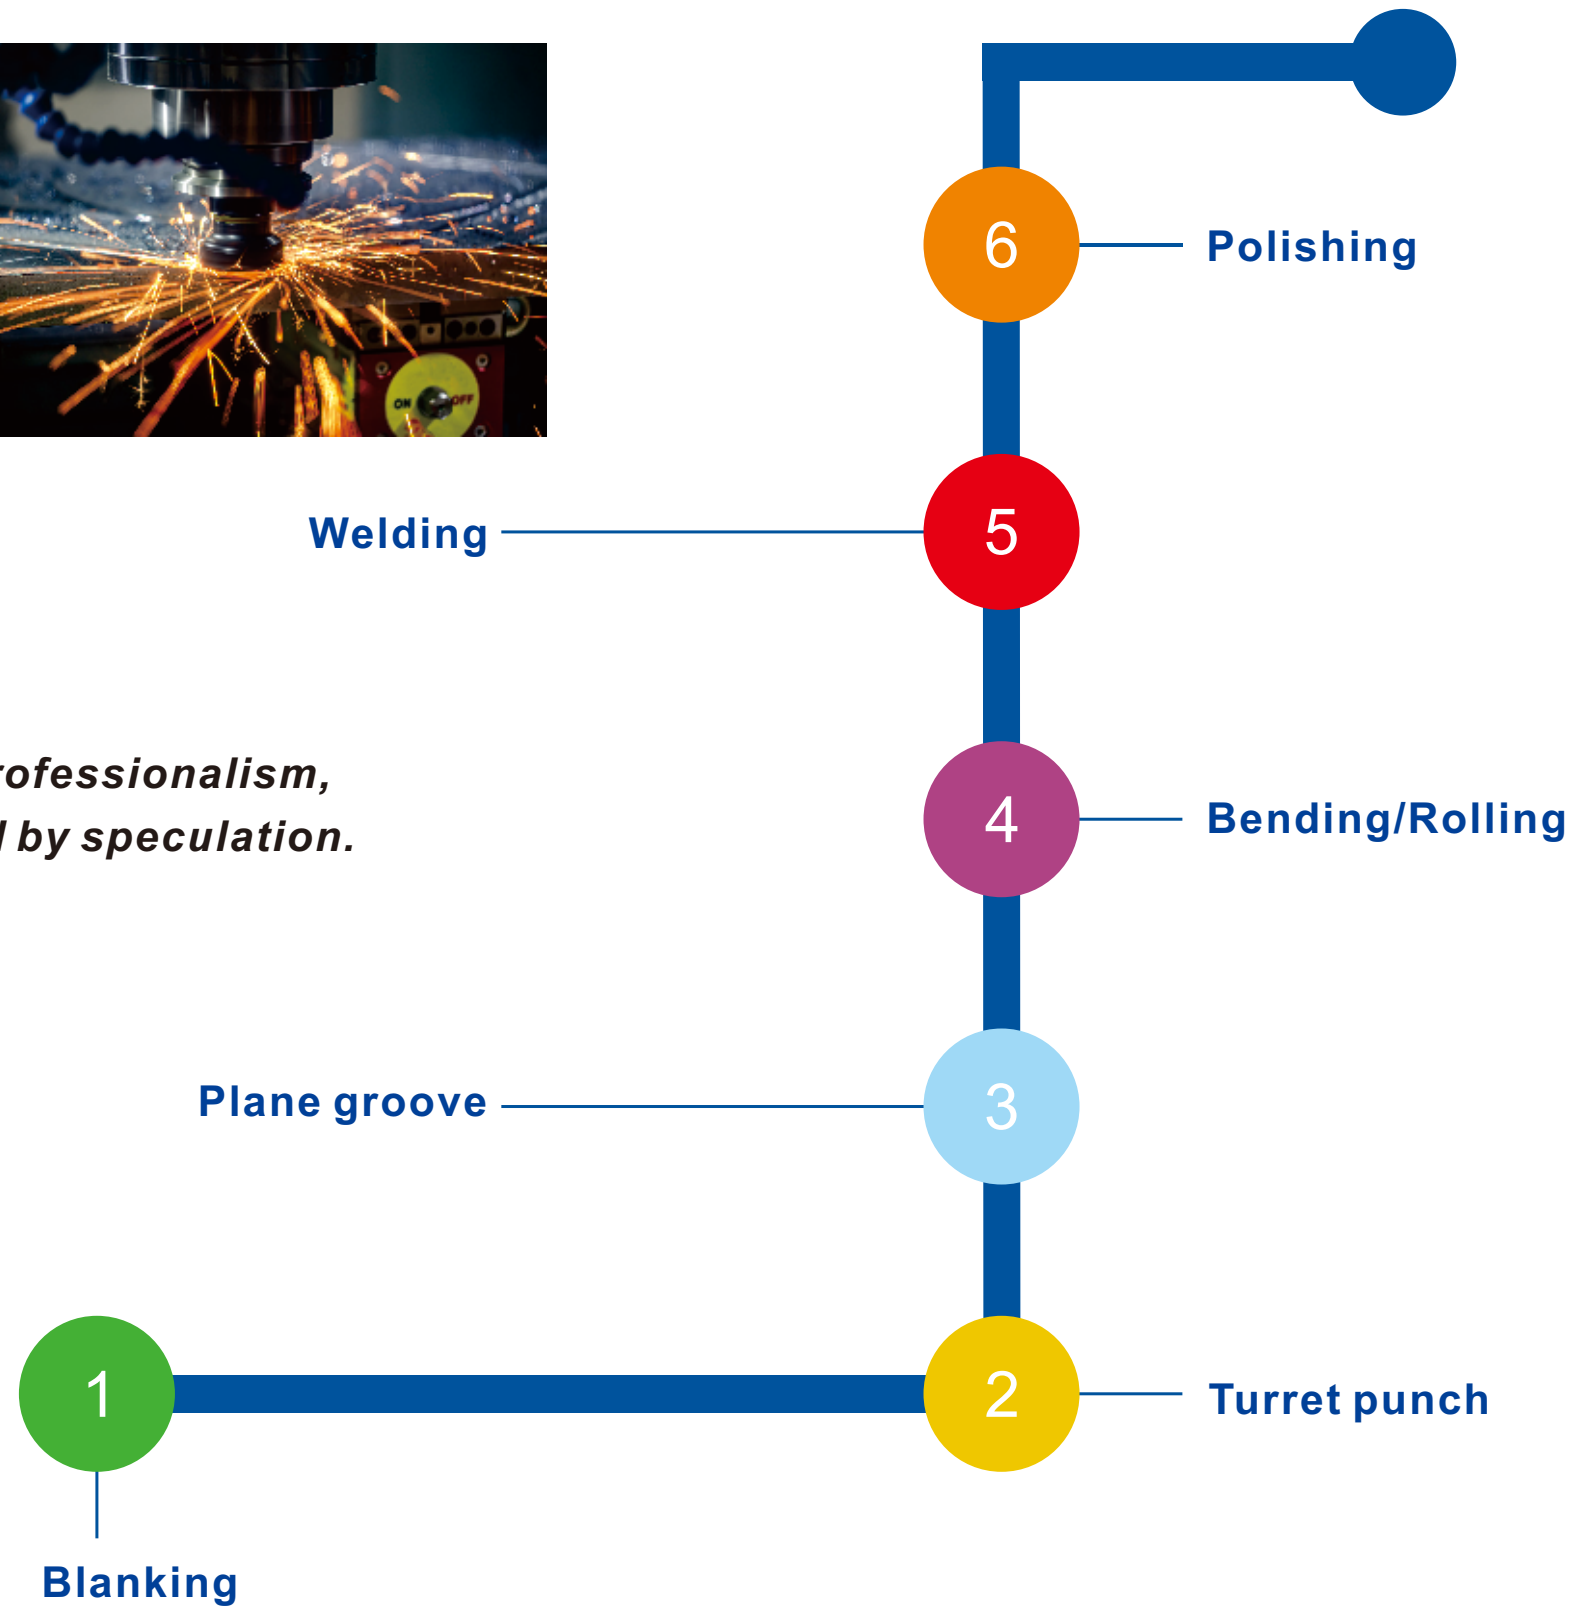 ON OFF
6 Polishing
Welding 5
rofessionalism,
by speculation.
4 Bending/Rolling
Plane groove 3
1
2 Turret punch
Blanking